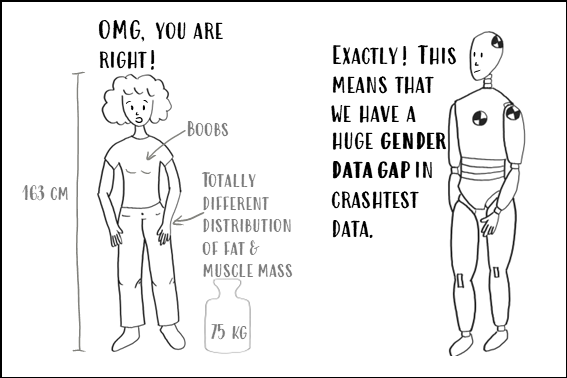 OMG, YOU ARE
RIGHT!
BOOBS
163 CM
TOTALLY
DIFFERENT
DISTRIBUTION
OF FAT &
MUSCLE MASS
75 KG
EXACTLY! THIS
MEANS THAT
WE HAVE A
HUGE GENDER
DATA GAP IN
CRASHTEST
DATA.